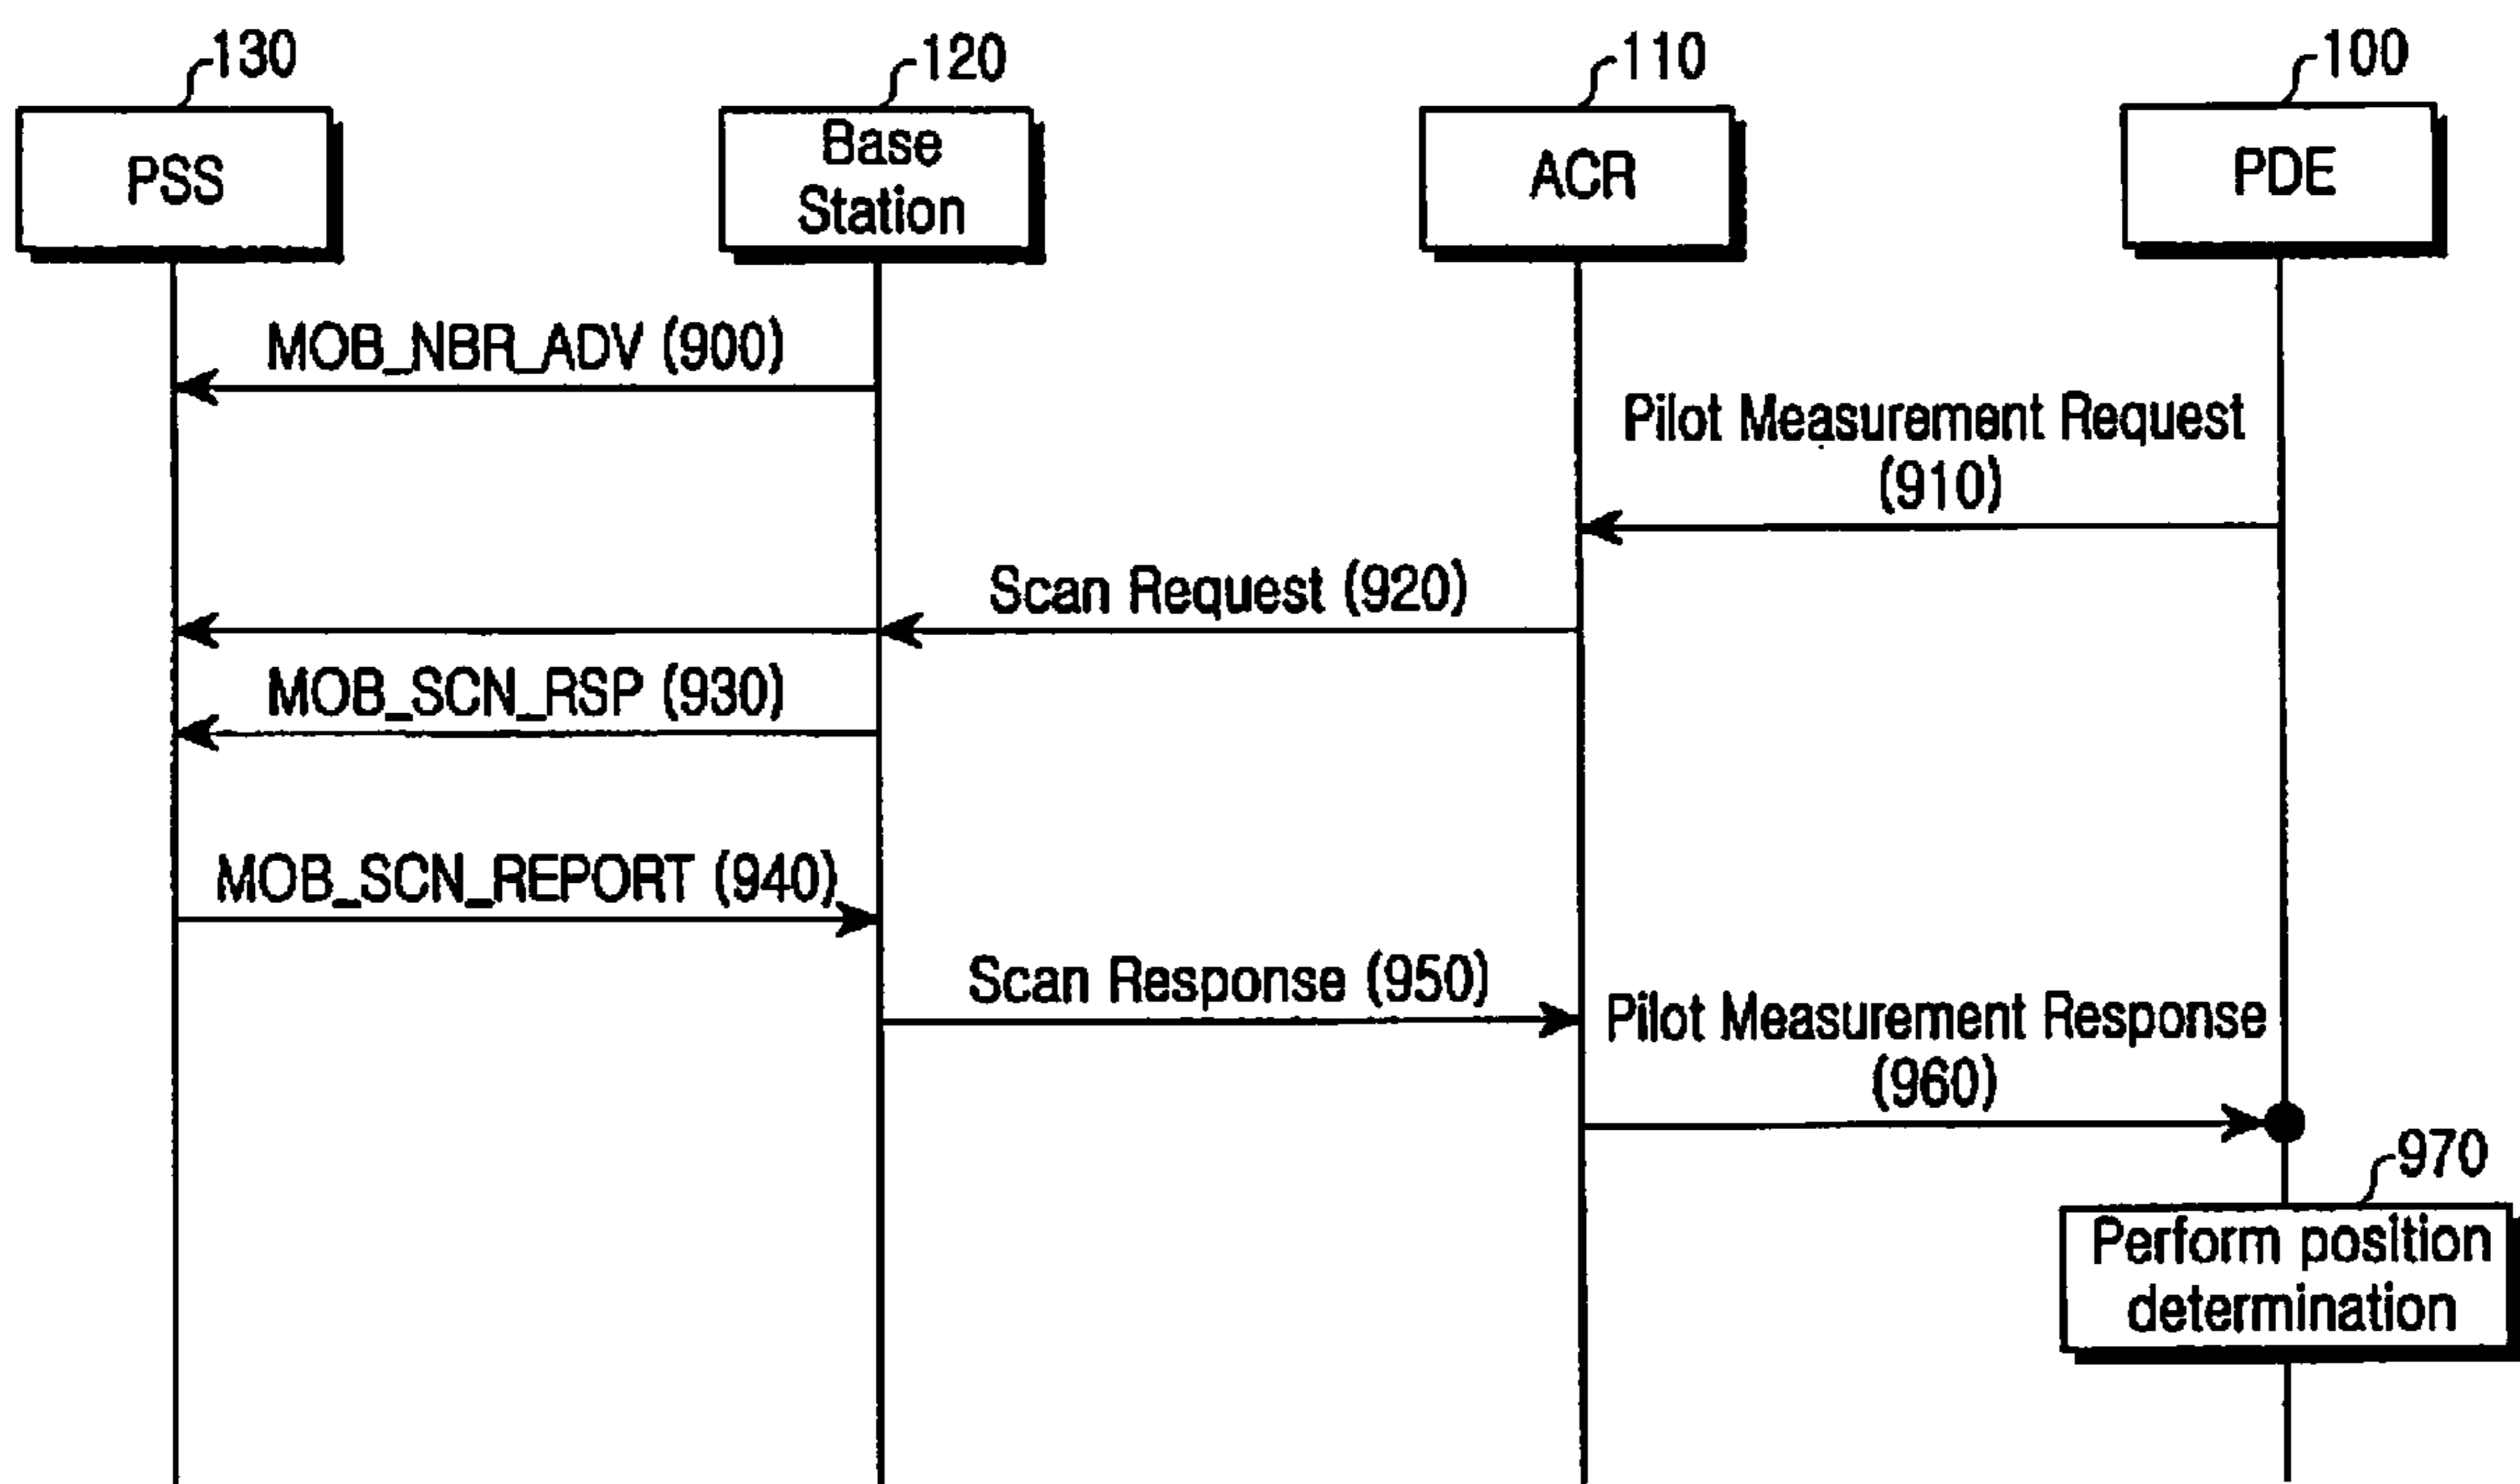 130
120
110
100
PSS
Base
Station
ACR
PDE
MOB_NBR_ADV (900)
Pilot Measurement Request
(910)
Scan Request (920)
MOB_SCN_RSP (930)
MOB_SCN_REPORT (940)
Scan Response (950)
Pilot Measurement Response
(960)
970
Perform position
determination